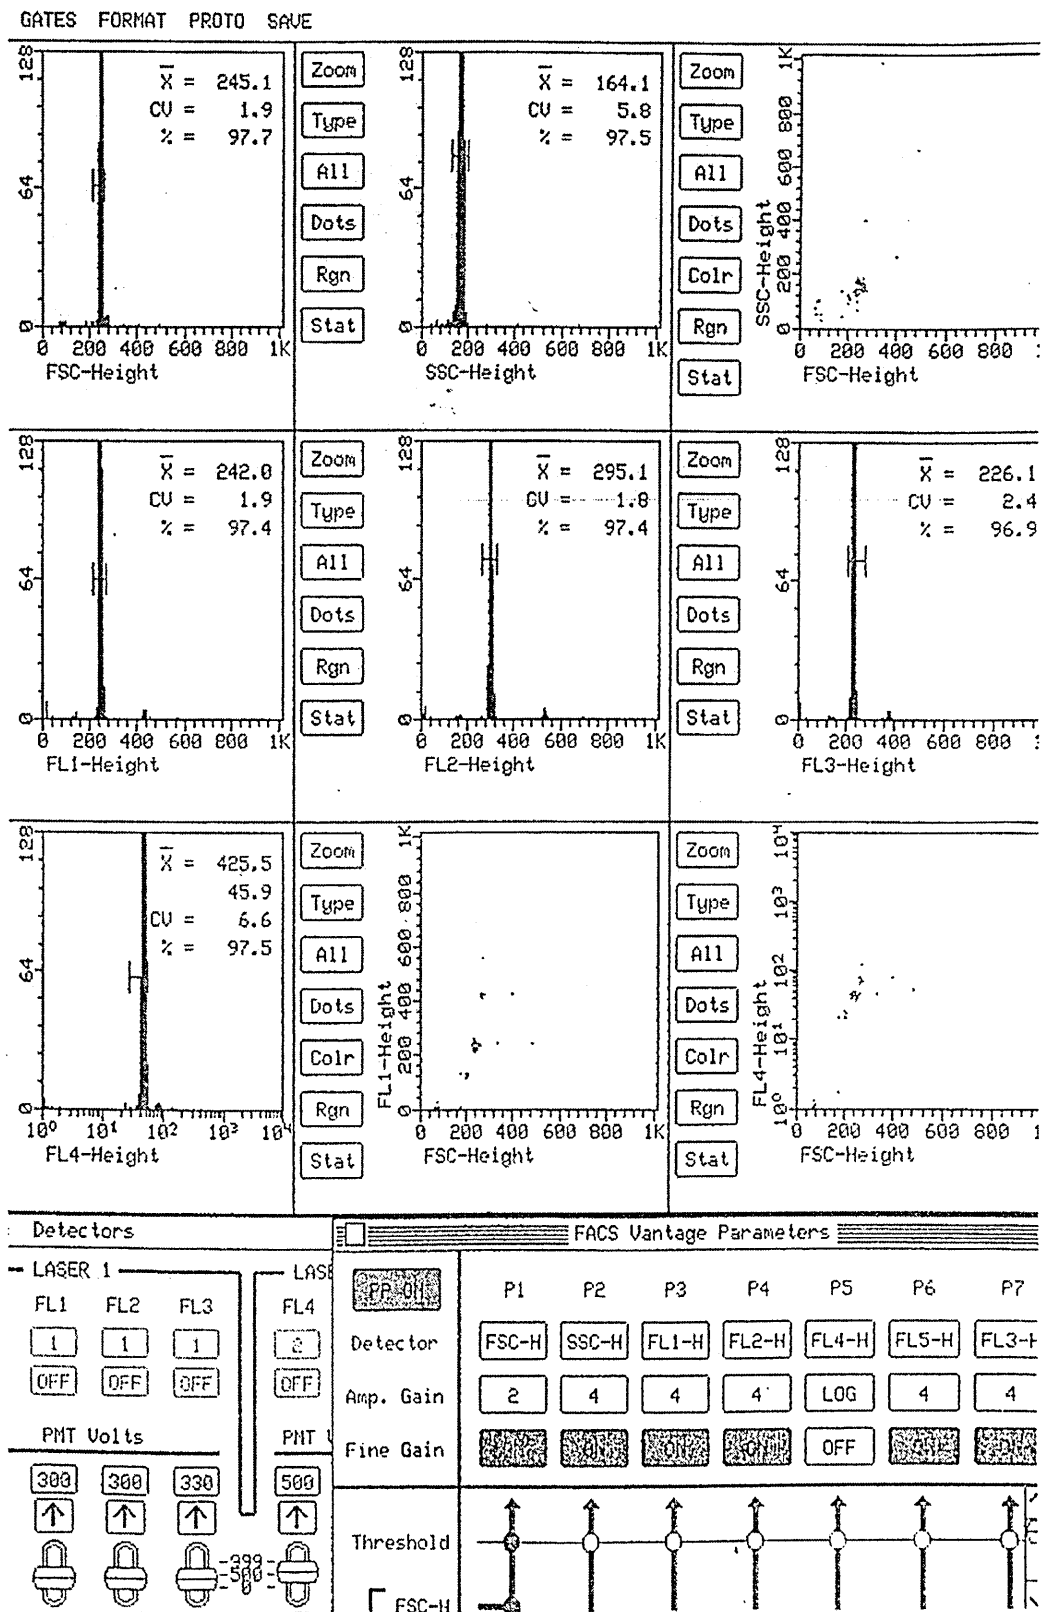 GATES FORMAT PROTO SAVE
128
64
0
X̄ = 245.1
CV = 1.9
% = 97.7
0 200 400 600 800 1K
FSC-Height
Zoom
Type
All
Dots
Rgn
Stat
128
64
0
X̄ = 164.1
CV = 5.8
% = 97.5
0 200 400 600 800 1K
SSC-Height
Zoom
Type
All
Dots
Colr
Rgn
Stat
SSC-Height
0 200 400 600 800 1K
0 200 400 600 800
FSC-Height
128
64
0
X̄ = 242.0
CV = 1.9
% = 97.4
0 200 400 600 800 1K
FL1-Height
Zoom
Type
All
Dots
Rgn
Stat
128
64
0
X̄ = 295.1
CV = 1.8
% = 97.4
0 200 400 600 800 1K
FL2-Height
Zoom
Type
All
Dots
Rgn
Stat
128
64
0
X̄ = 226.1
CV = 2.4
% = 96.9
0 200 400 600 800
FL3-Height
128
64
0
X̄ = 425.5
45.9
CV = 6.6
% = 97.5
10⁰ 10¹ 10² 10³ 10⁴
FL4-Height
Zoom
Type
All
Dots
Colr
Rgn
Stat
FL1-Height
0 200 400 600 800 1K
0 200 400 600 800 1K
FSC-Height
Zoom
Type
All
Dots
Colr
Rgn
Stat
FL4-Height
10⁰ 10¹ 10² 10³ 10⁴
0 200 400 600 800
FSC-Height
: Detectors
LASER 1
FL1 FL2 FL3 FL4
1 1 1 2
OFF OFF OFF OFF
PMT Volts PMT
300 300 330 500
-999-
-500-
-0-
FACS Vantage Parameters
PP ON
P1 P2 P3 P4 P5 P6 P7
Detector FSC-H SSC-H FL1-H FL2-H FL4-H FL5-H FL3-H
Amp. Gain 2 4 4 4 LOG 4 4
Fine Gain ON ON ON OFF
Threshold
FSC-H